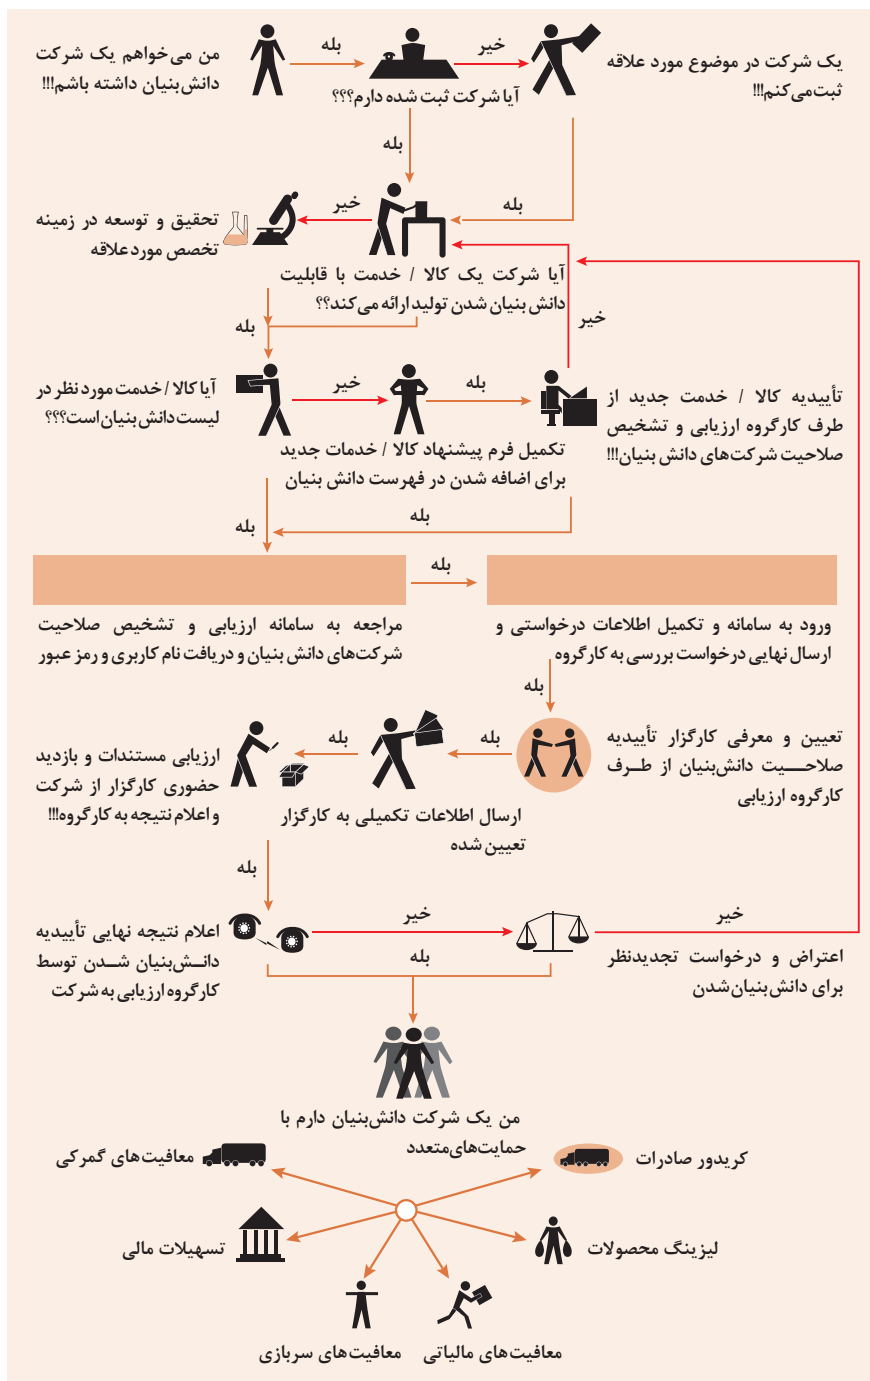 من می‌خواهم یک شرکت
دانش‌بنیان داشته باشم!!!
بله
آیا شرکت ثبت شده دارم؟؟؟
خیر
یک شرکت در موضوع مورد علاقه
ثبت‌می‌کنم!!!
بله
بله
خیر
تحقیق و توسعه در زمینه
تخصص مورد علاقه
آیا شرکت یک کالا / خدمت با قابلیت
دانش‌بنیان شدن تولید ارائه می‌کند؟؟
خیر
بله
آیا کالا / خدمت مورد نظر در
لیست دانش‌بنیان است؟؟؟
خیر
تکمیل فرم پیشنهاد کالا / خدمات جدید
برای اضافه شدن در فهرست دانش بنیان
بله
تأییدیه کالا / خدمت جدید از
طرف کارگروه ارزیابی و تشخیص
صلاحیت شرکت‌های دانش بنیان!!!
بله
بله
بله
مراجعه به سامانه ارزیابی و تشخیص صلاحیت
شرکت‌های دانش بنیان و دریافت نام کاربری و رمز عبور
ورود به سامانه و تکمیل اطلاعات درخواستی و
ارسال نهایی درخواست بررسی به کارگروه
بله
تعیین و معرفی کارگزار تأییدیه
صلاحـــیت دانش‌بنیان از طــرف
کارگروه ارزیابی
بله
ارسال اطلاعات تکمیلی به کارگزار
تعیین شده
بله
ارزیابی مستندات و بازدید
حضوری کارگزار از شرکت
و اعلام نتیجه به کارگروه!!!
بله
اعلام نتیجه نهایی تأییدیه
دانــش‌بنیان شــدن توسط
کارگروه ارزیابی به شرکت
خیر
بله
خیر
اعتراض و درخواست تجدیدنظر
برای دانش‌بنیان‌شدن
من یک شرکت دانش‌بنیان دارم با
حمایت‌های‌متعدد
کریدور صادرات
معافیت‌های گمرکی
لیزینگ محصولات
تسهیلات مالی
معافیت‌های مالیاتی
معافیت‌های سربازی